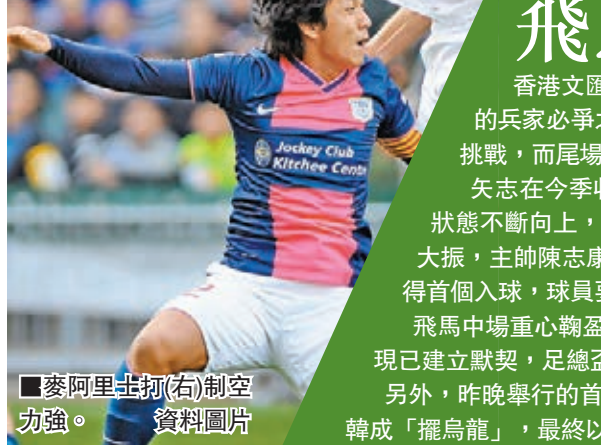 飛
香港文匯
的兵家必爭之
挑戰，而尾場
矢志在今季
狀態不斷向上，
大振，主帥陳志康
得首個入球，球員要
飛馬中場重心鞠盈
現已建立默契，足總盃
另外，昨晚舉行的首
韓成「擺烏龍」，最終以
Jockey Club
Kitchee Cent
■麥阿里士打(右)制空
力強。 資料圖片